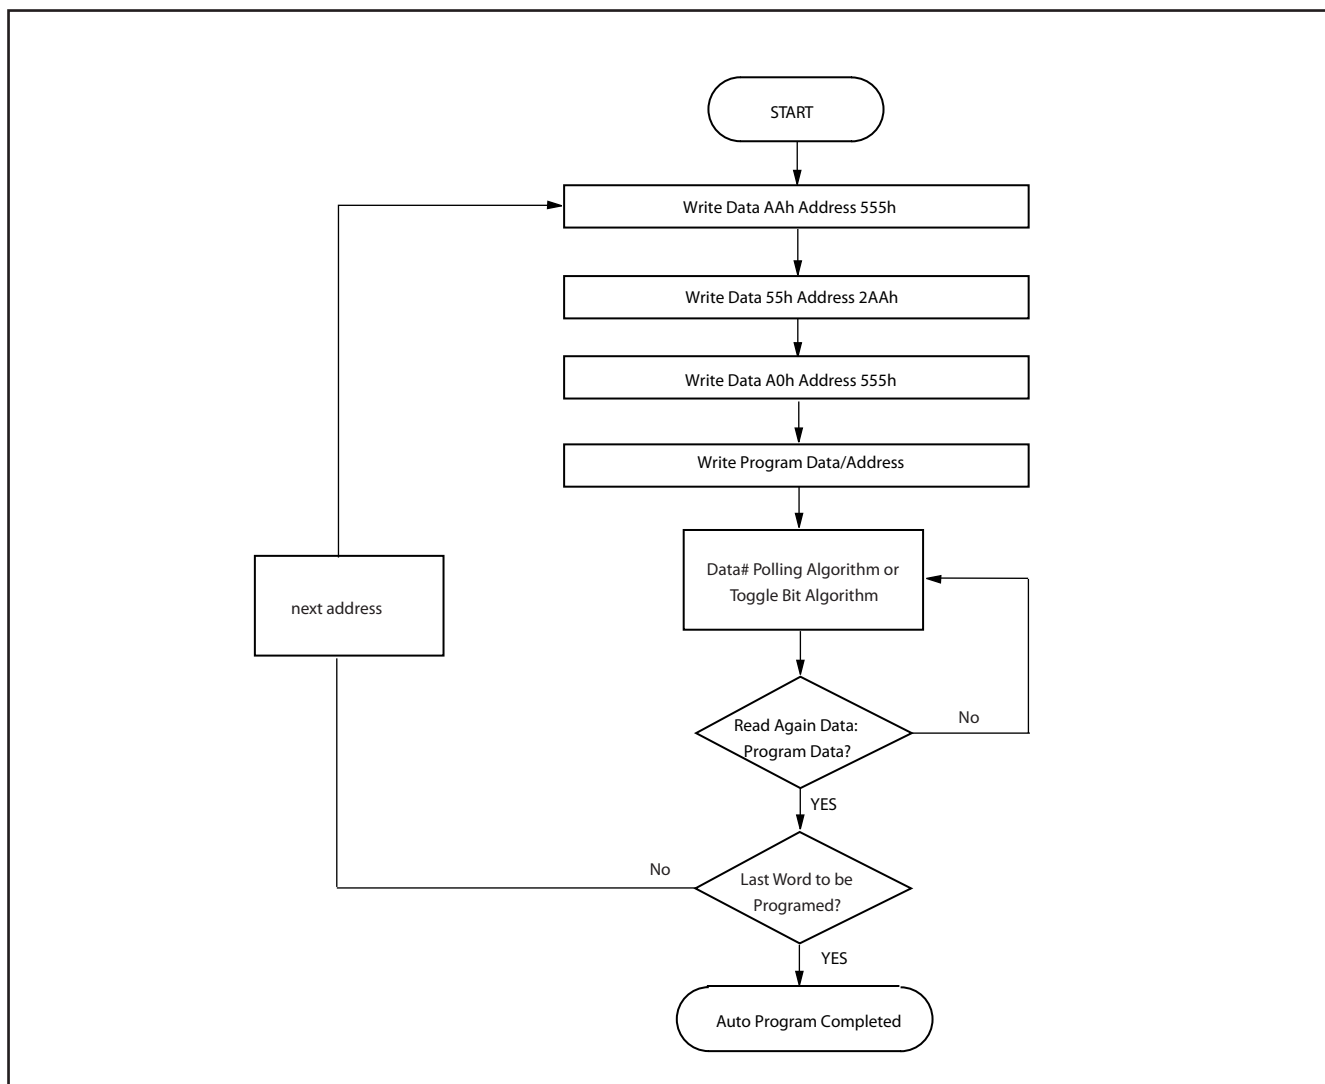 START
Write Data AAh Address 555h
Write Data 55h Address 2AAh
Write Data A0h Address 555h
Write Program Data/Address
Data# Polling Algorithm or
Toggle Bit Algorithm
next address
Read Again Data:
Program Data?
No
YES
No
Last Word to be
Programed?
YES
Auto Program Completed